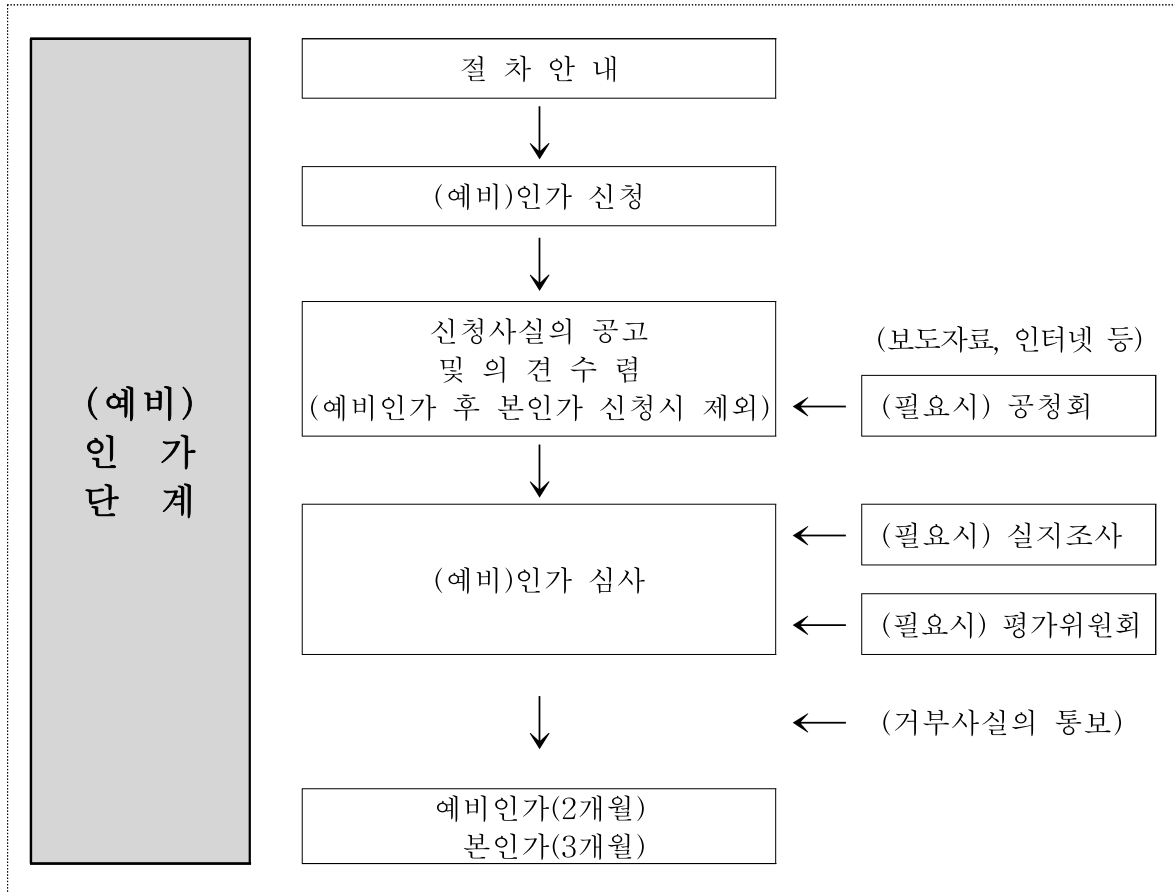 (예비)
인 가
단 계
절 차 안 내
(예비)인가 신청
신청사실의 공고
및 의 견 수 렴
(예비인가 후 본인가 신청시 제외)
(보도자료, 인터넷 등)
(필요시) 공청회
(예비)인가 심사
(필요시) 실지조사
(필요시) 평가위원회
(거부사실의 통보)
예비인가(2개월)
본인가(3개월)